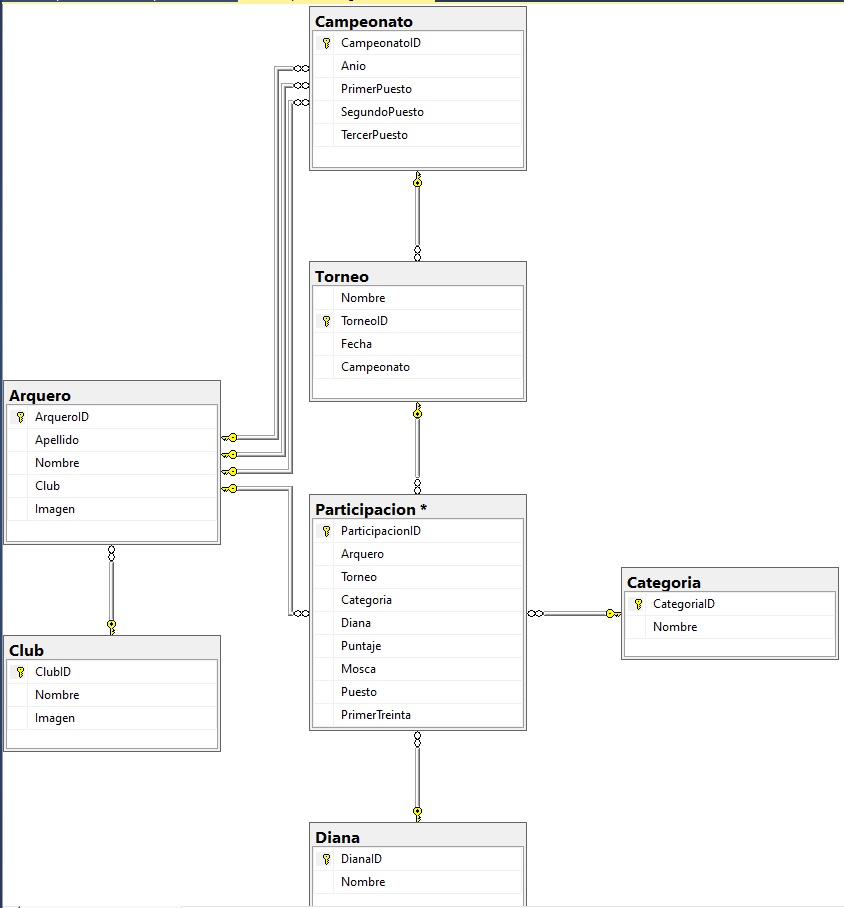 Campeonato
CampeonatoID
Anio
PrimerPuesto
SegundoPuesto
TercerPuesto
Torneo
Nombre
TorneoID
Fecha
Campeonato
Arquero
ArqueroID
Apellido
Nombre
Club
Imagen
Participacion *
ParticipacionID
Arquero
Torneo
Categoria
Diana
Puntaje
Mosca
Puesto
PrimerTreinta
Categoria
CategoriaID
Nombre
Club
ClubID
Nombre
Imagen
Diana
DianaID
Nombre